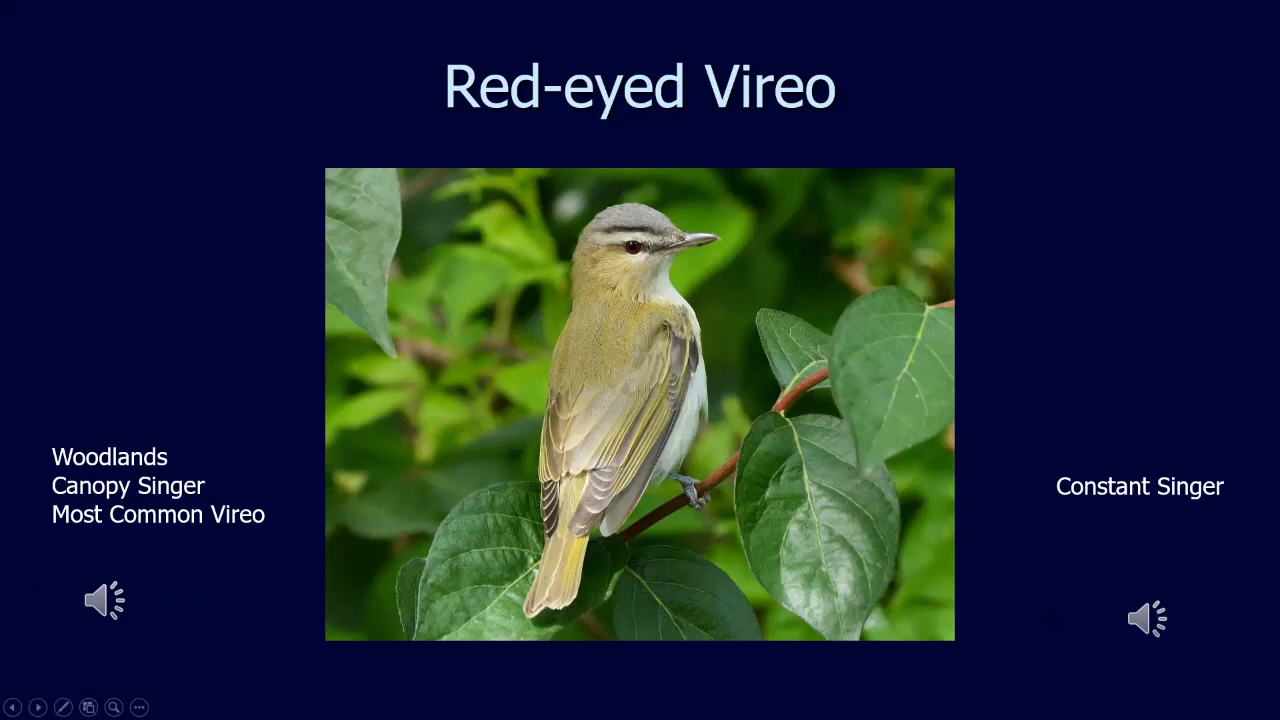 Red-eyed Vireo
Woodlands
Canopy Singer
Most Common Vireo
Constant Singer